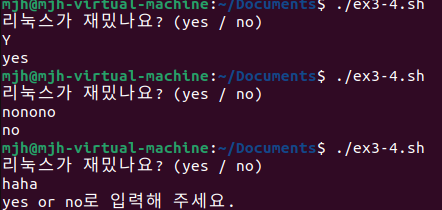 mjh@mjh-virtual-machine:~/Documents$ ./ex3-4.sh
리눅스가 재밌나요? (yes / no)
Y
yes
mjh@mjh-virtual-machine:~/Documents$ ./ex3-4.sh
리눅스가 재밌나요? (yes / no)
nonono
no
mjh@mjh-virtual-machine:~/Documents$ ./ex3-4.sh
리눅스가 재밌나요? (yes / no)
haha
yes or no로 입력해 주세요.